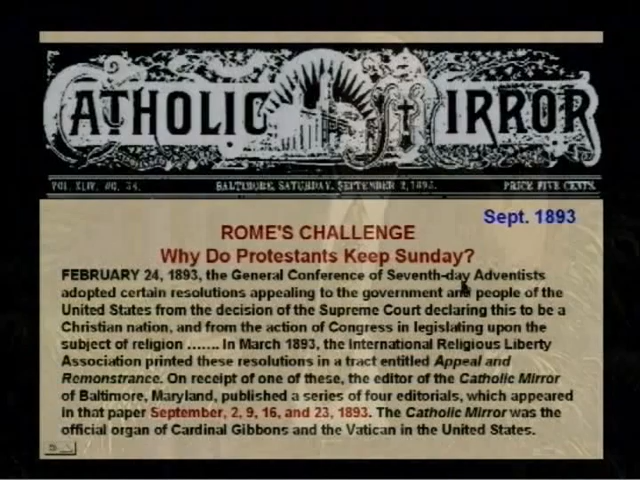 CATHOLIC MIRROR
VOL. XLIV. NO. 34. BALTIMORE, SATURDAY, SEPTEMBER 2, 1893. PRICE FIVE CENTS.
Sept. 1893
ROME'S CHALLENGE
Why Do Protestants Keep Sunday?
FEBRUARY 24, 1893, the General Conference of Seventh-day Adventists
adopted certain resolutions appealing to the government and people of the
United States from the decision of the Supreme Court declaring this to be a
Christian nation, and from the action of Congress in legislating upon the
subject of religion ....... In March 1893, the International Religious Liberty
Association printed these resolutions in a tract entitled Appeal and
Remonstrance. On receipt of one of these, the editor of the Catholic Mirror
of Baltimore, Maryland, published a series of four editorials, which appeared
in that paper September, 2, 9, 16, and 23, 1893. The Catholic Mirror was the
official organ of Cardinal Gibbons and the Vatican in the United States.